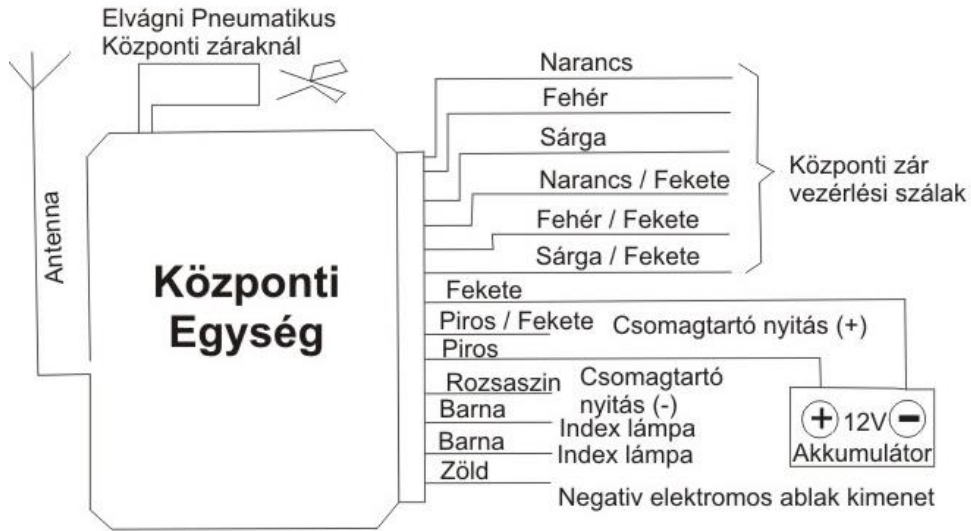 Elvágni Pneumatikus
Központi záraknál
Antenna
Központi
Egység
Narancs
Fehér
Sárga
Narancs / Fekete
Fehér / Fekete
Sárga / Fekete
Központi zár
vezérlési szálak
Fekete
Piros / Fekete Csomagtartó nyitás (+)
Piros
Rozsaszin Csomagtartó
nyitás (-)
Barna Index lámpa
Barna Index lámpa
Zöld
Negativ elektromos ablak kimenet
+ 12V -
Akkumulátor